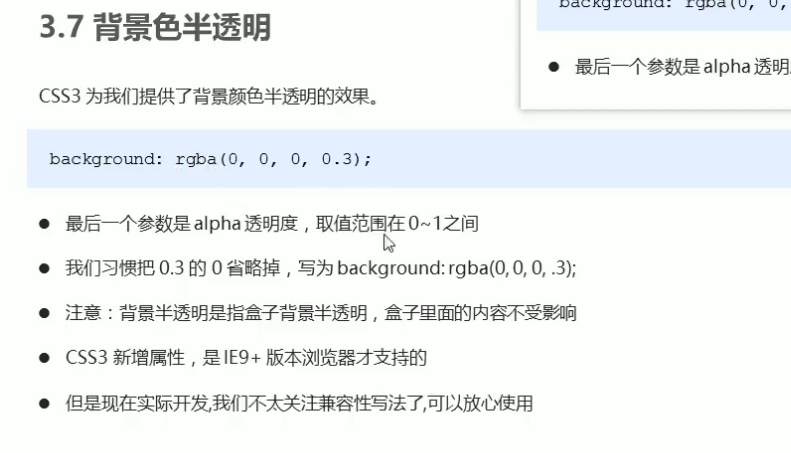 3.7 背景色半透明
background: rgba(0, 0,
最后一个参数是 alpha 透明
CSS3 为我们提供了背景颜色半透明的效果。
background: rgba(0, 0, 0, 0.3);
最后一个参数是 alpha 透明度，取值范围在 0~1之间
我们习惯把 0.3 的 0 省略掉，写为 background: rgba(0, 0, 0, .3);
注意：背景半透明是指盒子背景半透明，盒子里面的内容不受影响
CSS3 新增属性，是 IE9+ 版本浏览器才支持的
但是现在实际开发,我们不太关注兼容性写法了,可以放心使用